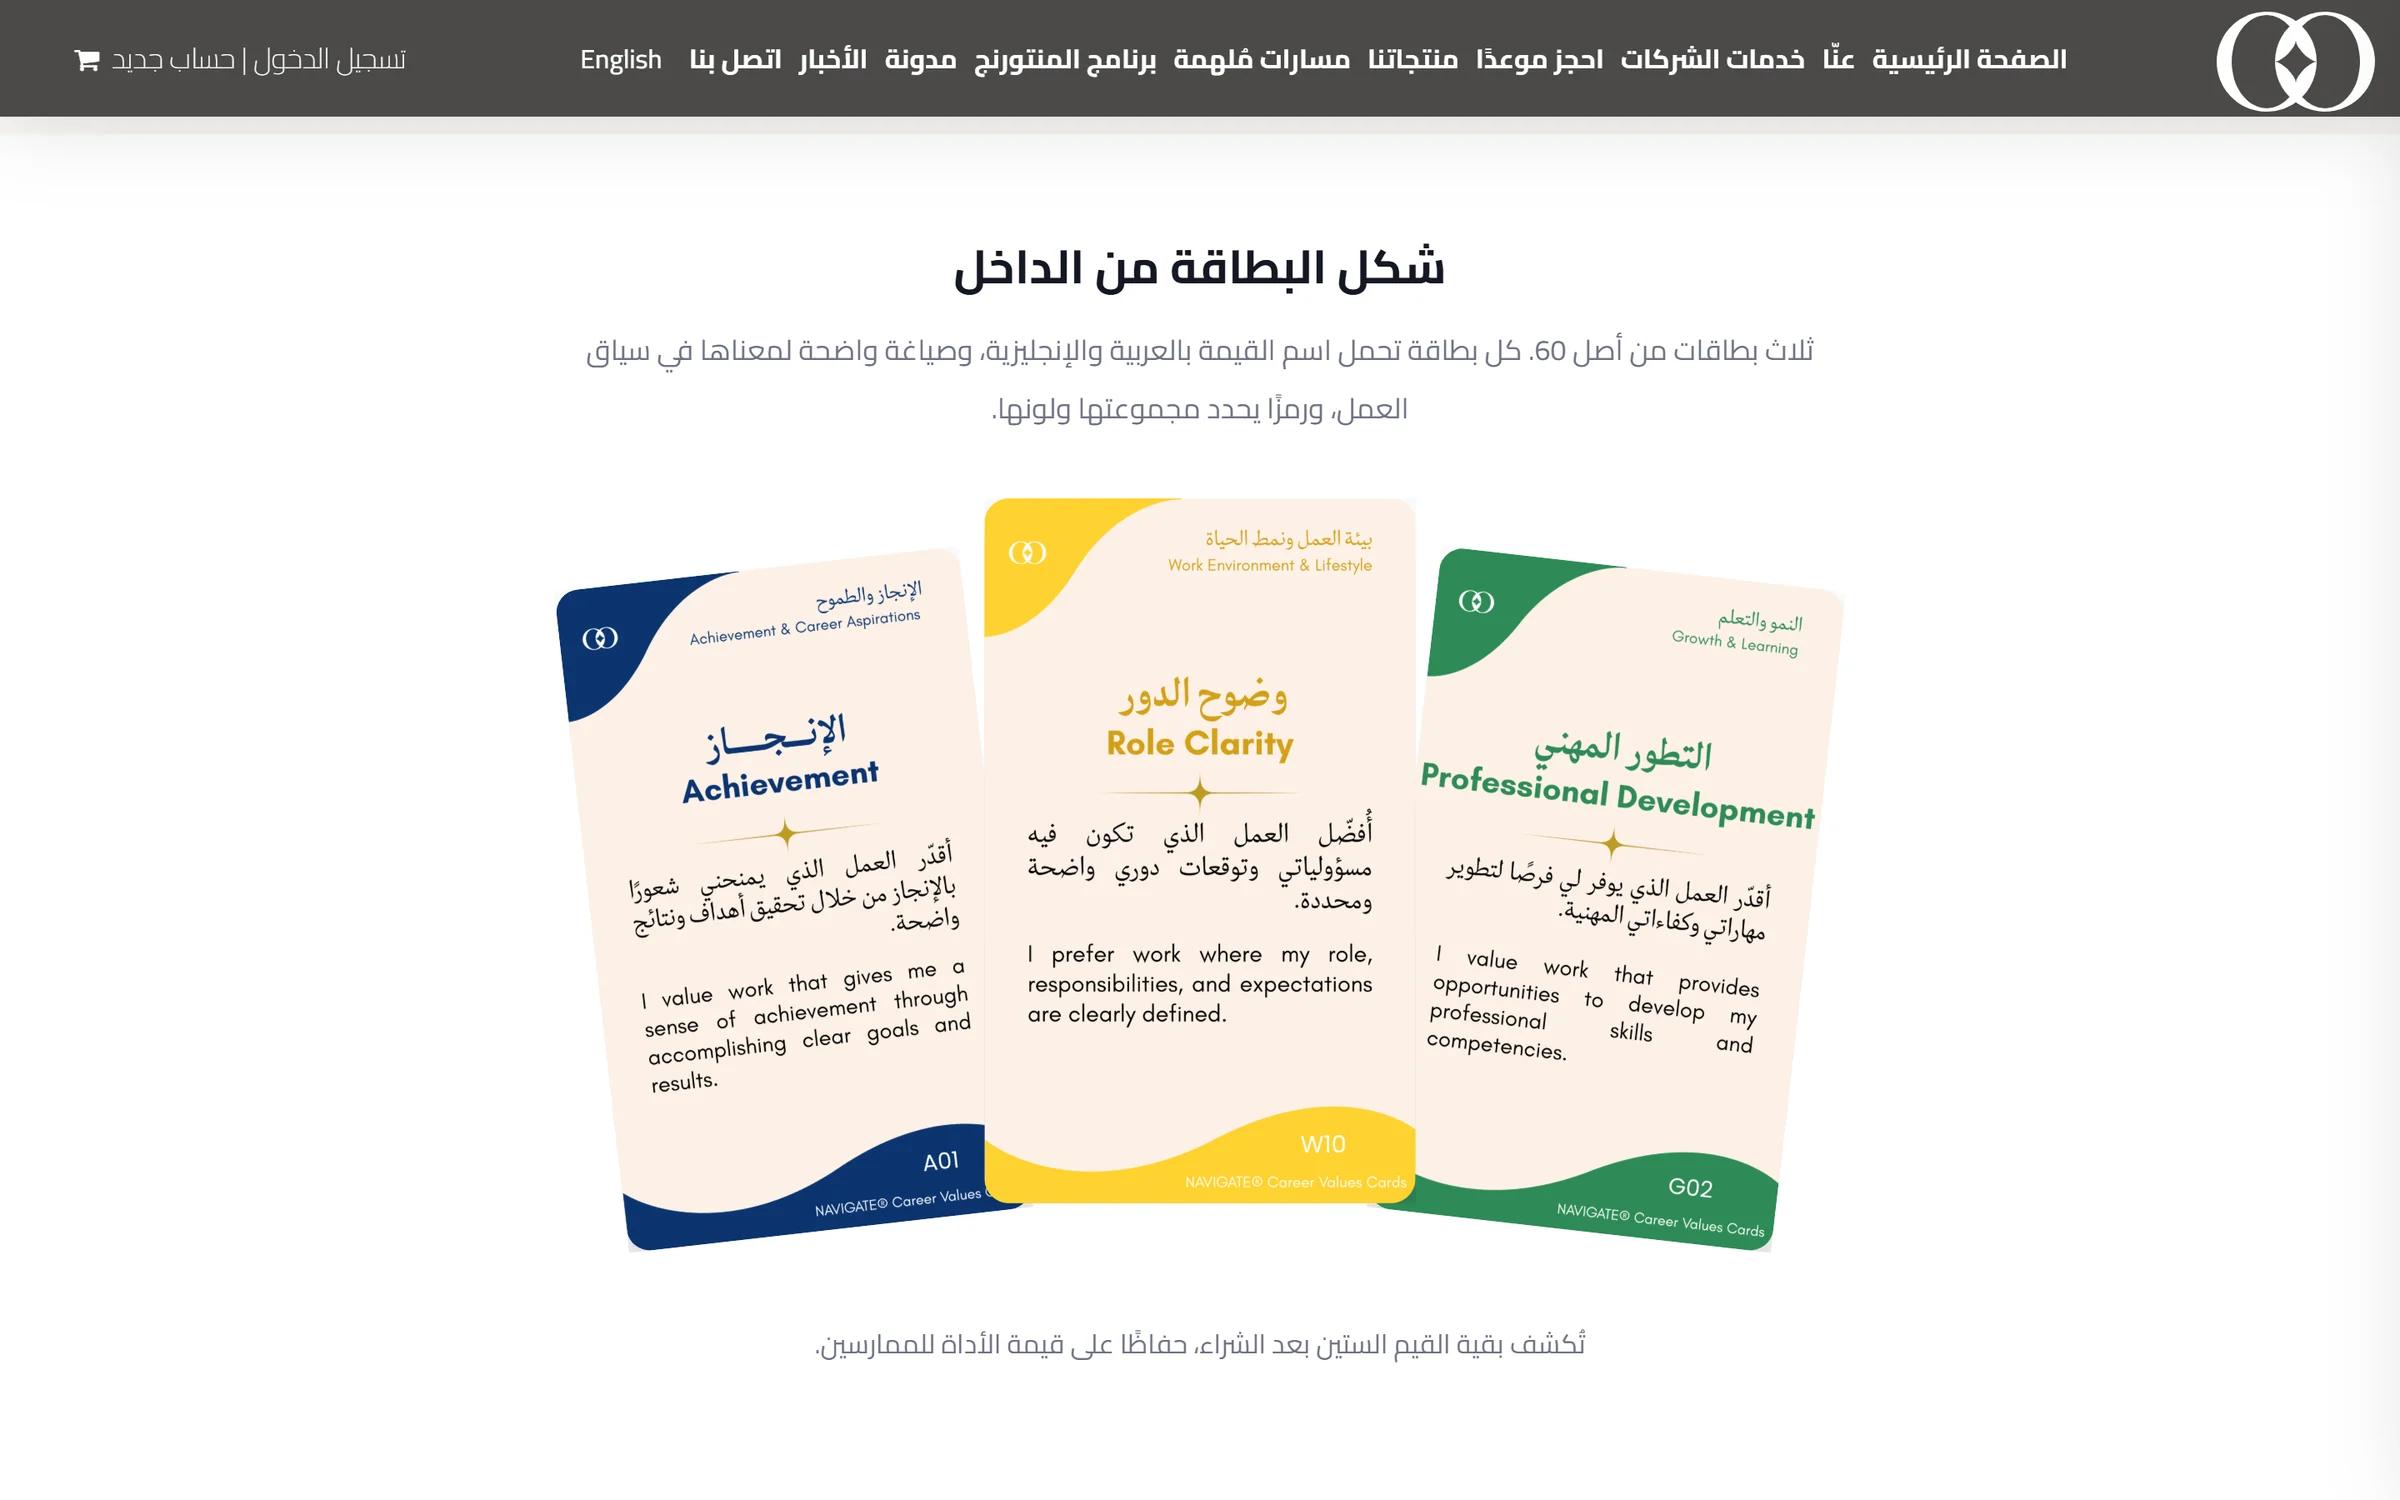 الصفحة الرئيسية عنّا خدمات الشركات احجز موعدًا منتجاتنا مسارات مُلهمة برنامج المنتورنج مدونة الأخبار اتصل بنا English
تسجيل الدخول | حساب جديد
شكل البطاقة من الداخل
ثلاث بطاقات من أصل 60. كل بطاقة تحمل اسم القيمة بالعربية والإنجليزية، وصياغة واضحة لمعناها في سياق
العمل، ورمزًا يحدد مجموعتها ولونها.
النمو والتعلم
Growth & Learning
التطور المهني
Professional Development
أقدّر العمل الذي يوفر لي فرصًا لتطوير
مهاراتي وكفاءاتي المهنية.
I value work that provides
opportunities to develop my
professional skills and
competencies.
G02
NAVIGATE® Career Values Cards
بيئة العمل ونمط الحياة
Work Environment & Lifestyle
وضوح الدور
Role Clarity
أُفضّل العمل الذي تكون فيه
مسؤولياتي وتوقعات دوري واضحة
ومحددة.
I prefer work where my role,
responsibilities, and expectations
are clearly defined.
W10
NAVIGATE® Career Values Cards
الإنجاز والطموح
Achievement & Career Aspirations
الإنـجـاز
Achievement
أقدّر العمل الذي يمنحني شعورًا
بالإنجاز من خلال تحقيق أهداف ونتائج
واضحة.
I value work that gives me a
sense of achievement through
accomplishing clear goals and
results.
A01
NAVIGATE® Career Values
تُكشف بقية القيم الستين بعد الشراء، حفاظًا على قيمة الأداة للممارسين.